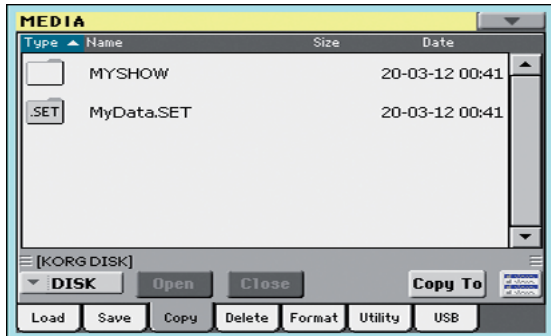 MEDIA
Type Name Size Date
MYSHOW 20-03-12 00:41
.SET MyData.SET 20-03-12 00:41
[KORG DISK]
DISK Open Close Copy To
Load Save Copy Delete Format Utility USB